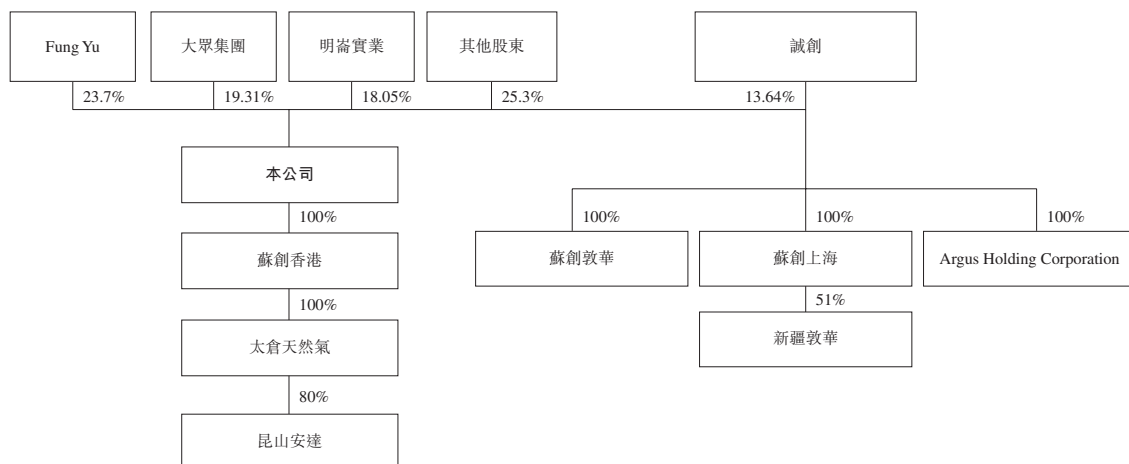 Fung Yu
大眾集團
明崙實業
其他股東
誠創
23.7%
19.31%
18.05%
25.3%
13.64%
本公司
100%
100%
100%
100%
蘇創香港
蘇創敦華
蘇創上海
Argus Holding Corporation
100%
51%
太倉天然氣
新疆敦華
80%
昆山安達